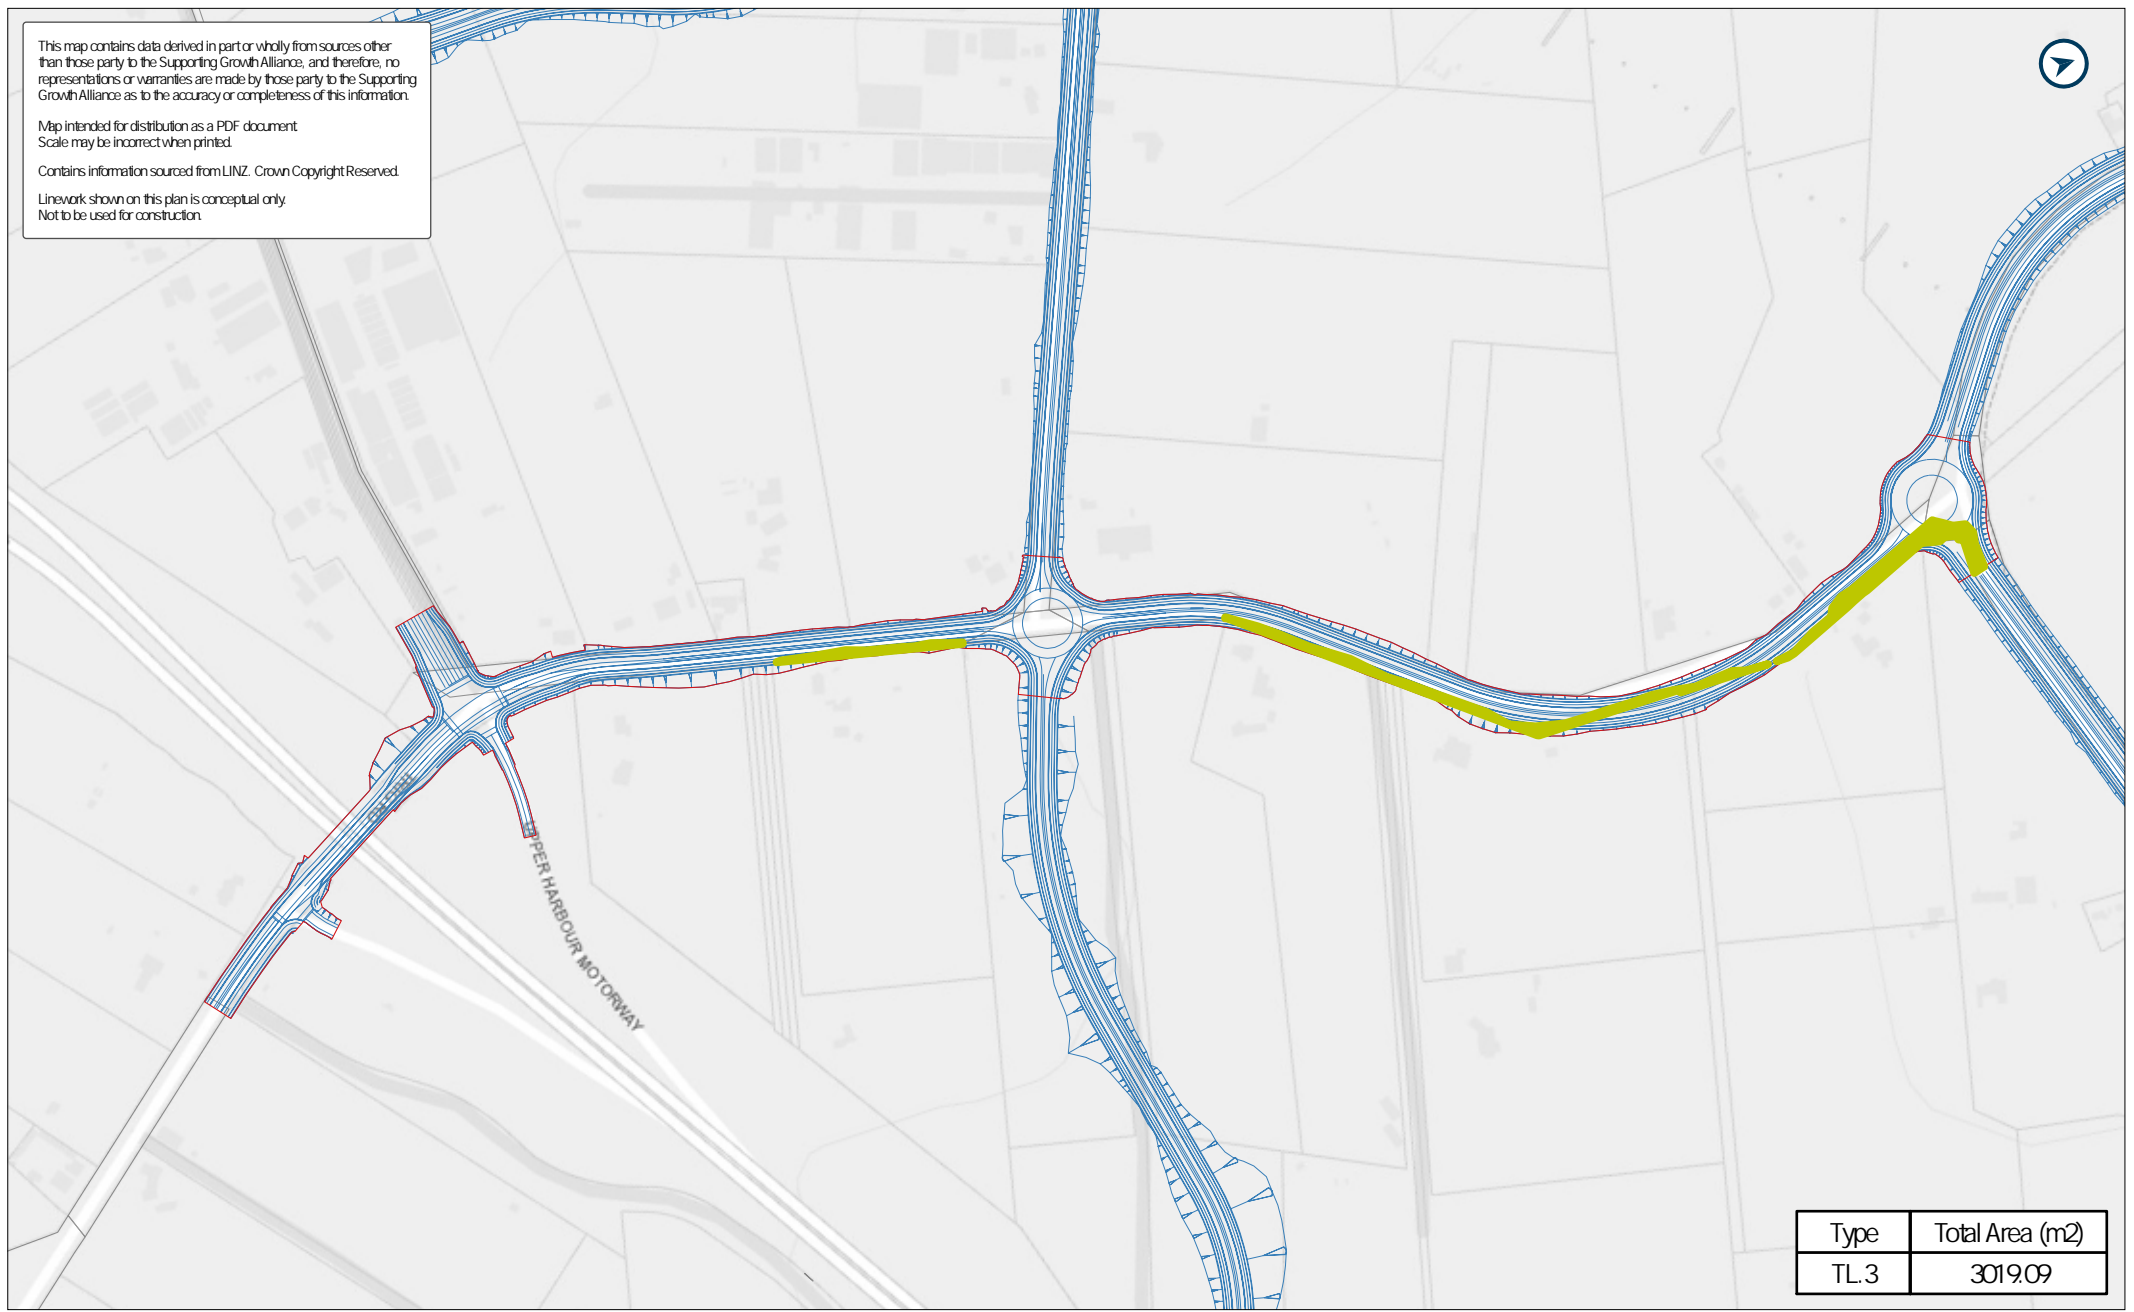 This map contains data derived in part or wholly from sources other
than those party to the Supporting Growth Alliance, and therefore, no
representations or warranties are made by those party to the Supporting
Growth Alliance as to the accuracy or completeness of this information.
Map intended for distribution as a PDF document.
Scale may be incorrect when printed.
Contains information sourced from LINZ. Crown Copyright Reserved.
Linework shown on this plan is conceptual only.
Not to be used for construction.
UPPER HARBOUR MOTORWAY
Type Total Area (m2)
TL.3 3019.09